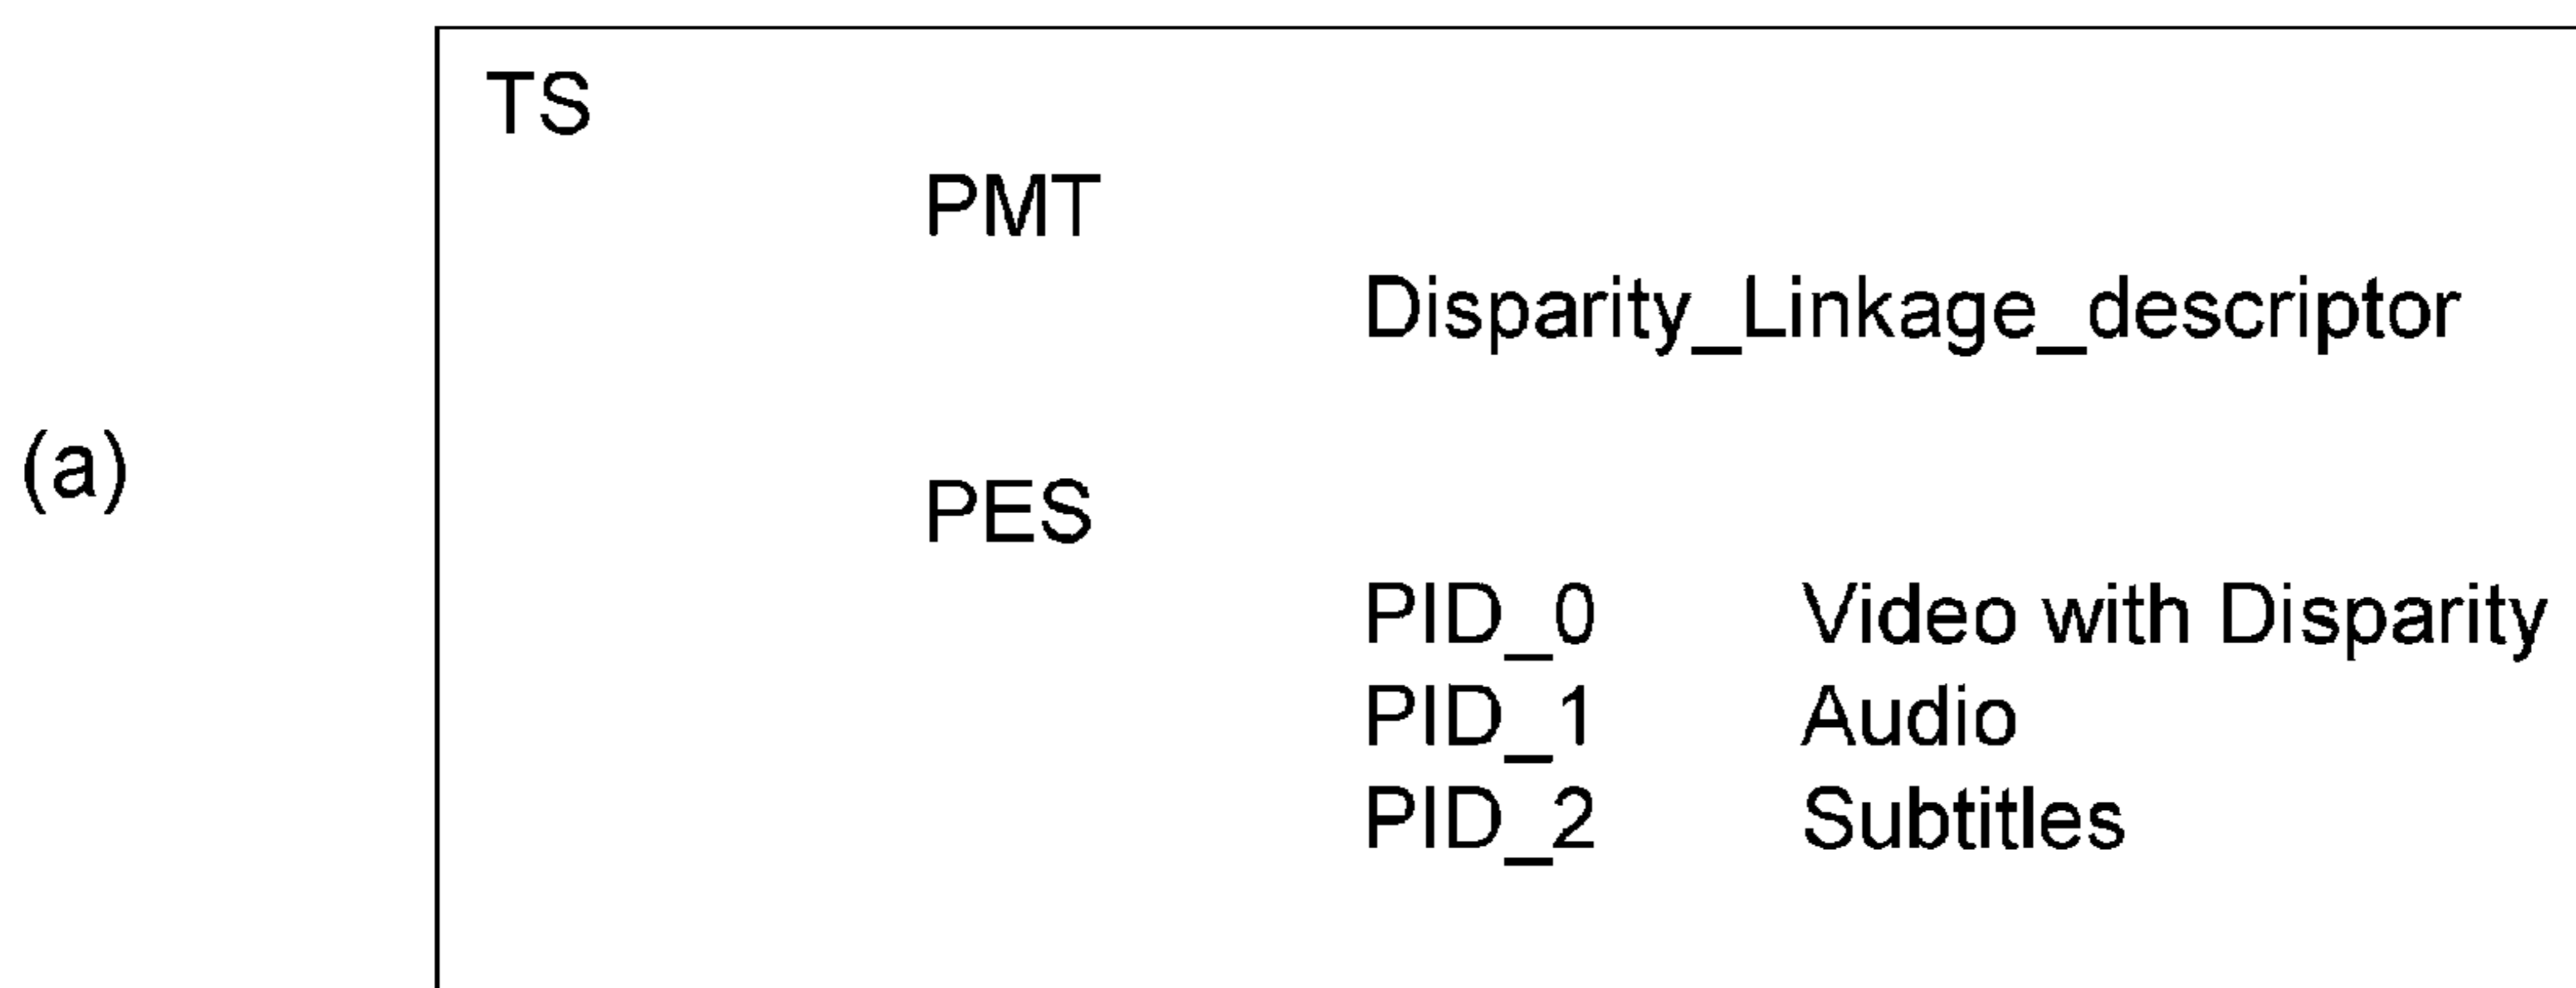 TS
PMT
Disparity_Linkage_descriptor
(a)
PES
PID_0 Video with Disparity
PID_1 Audio
PID_2 Subtitles